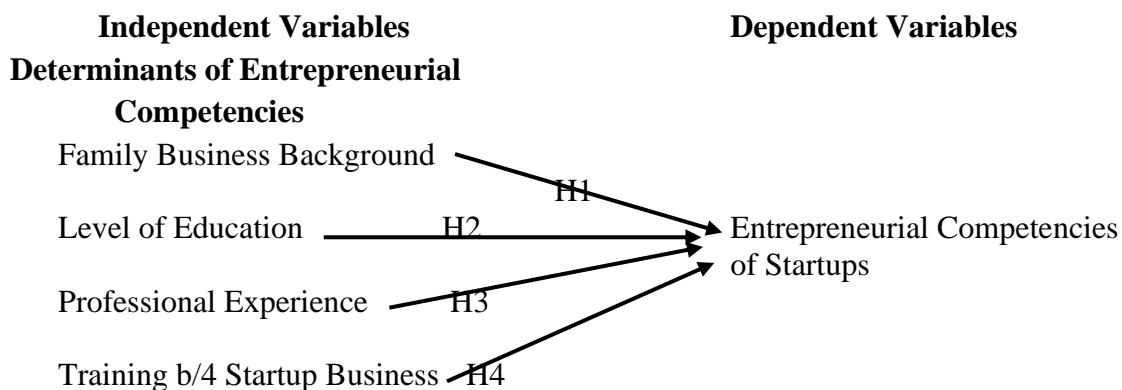 Independent Variables
Dependent Variables
Determinants of Entrepreneurial
Competencies
Family Business Background
H1
Level of Education
H2
Entrepreneurial Competencies
of Startups
Professional Experience
H3
Training b/4 Startup Business
H4